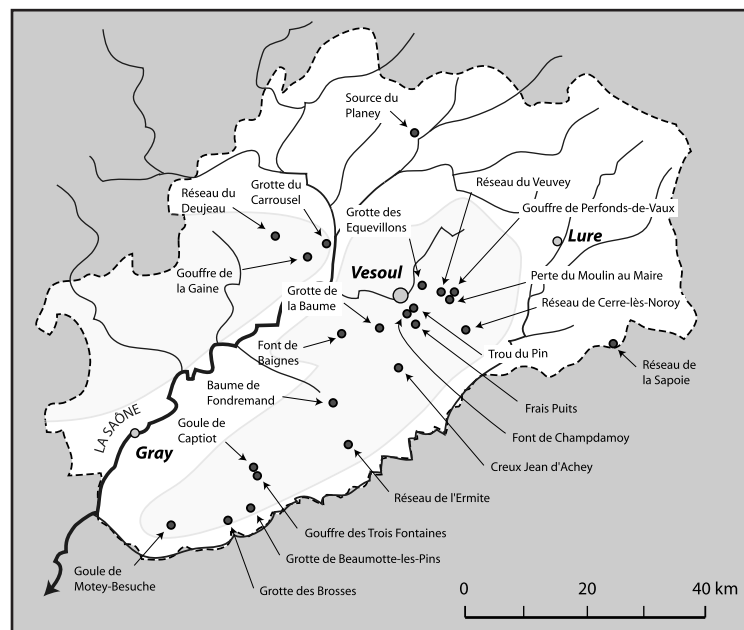 Source du
Planey
Grotte du
Carrousel
Réseau du
Deujeau
Réseau du Veuvey
Grotte des
Equevillons
Gouffre de Perfonds-de-Vaux
Lure
Gouffre de
la Gaine
Vesoul
Perte du Moulin au Maire
Grotte de
la Baume
Réseau de Cerre-lès-Noroy
Font de
Baignes
Trou du Pin
Réseau de
la Sapoie
Baume de
Fondremand
Frais Puits
LA SAÔNE
Gray
Goule de
Captiot
Font de Champdamoy
Creux Jean d'Achey
Réseau de l'Ermite
Gouffre des Trois Fontaines
Grotte de Beaumotte-les-Pins
Goule de
Motey-Besuche
Grotte des Brosses
0 20 40 km